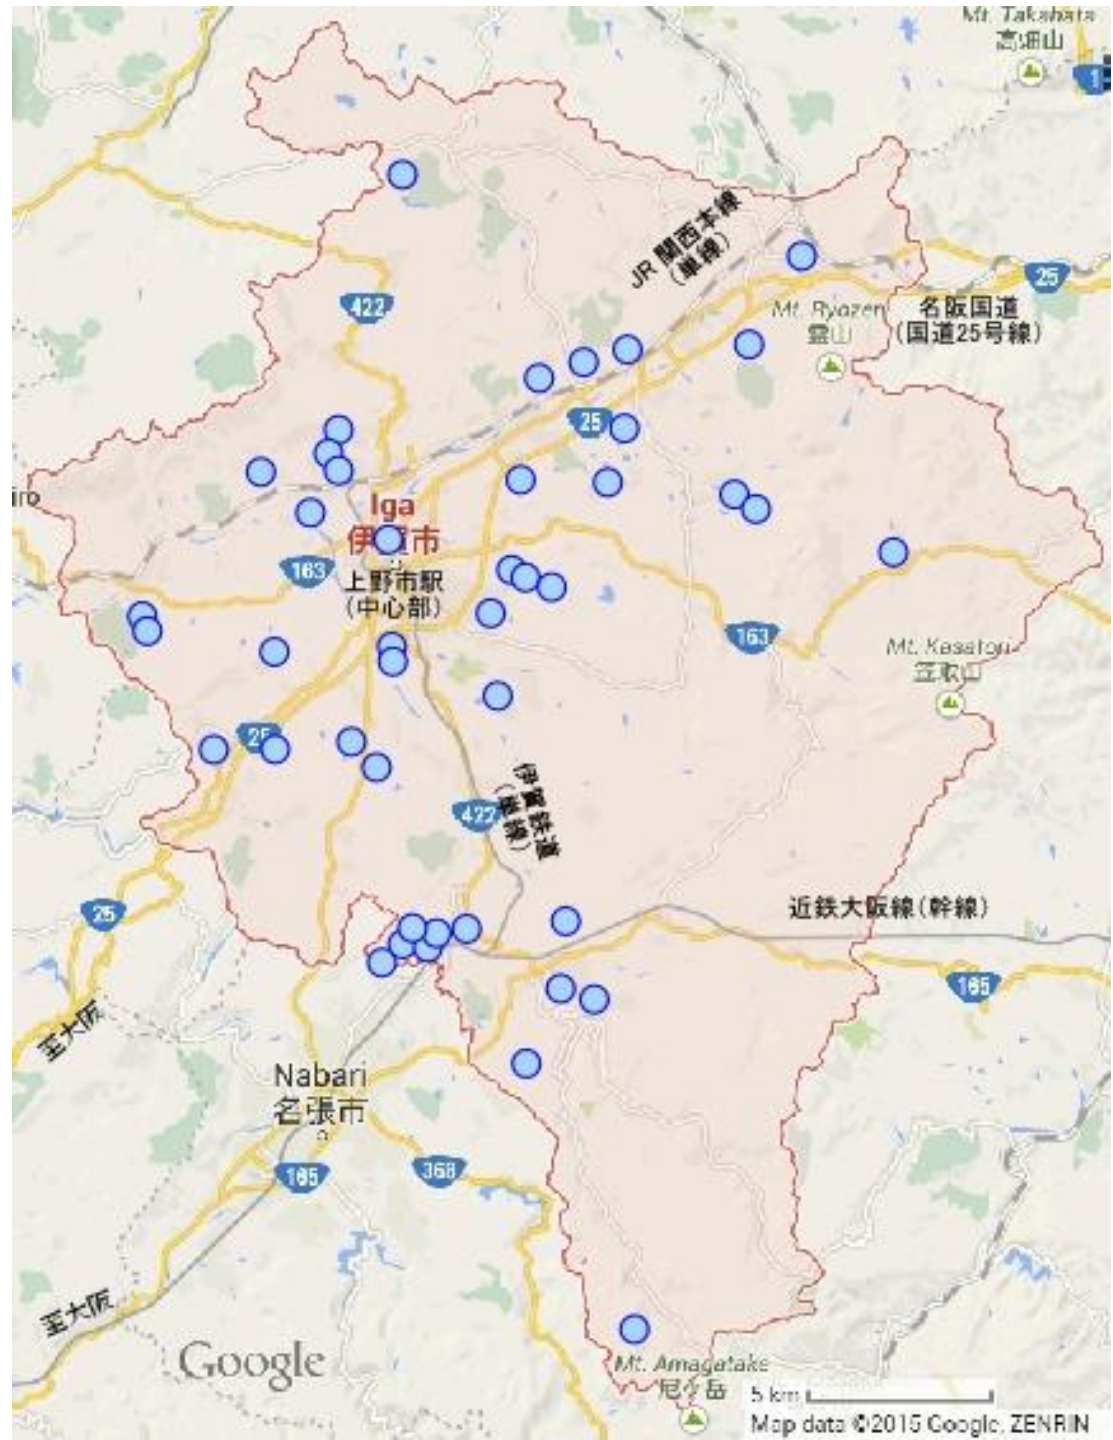 Mt. Takahata
高畑山
1
JR 関西本線
(単線)
25
422
Mt. Ryozen
霊山
名阪国道
(国道25号線)
25
iro
Iga
市
163
上野市駅
(中心部)
163
Mt. Kasatori
笠取山
25
伊賀鉄道
(単線)
422
25
近鉄大阪線(幹線)
165
至大阪
Nabari
名張市
165
368
至大阪
Google
Mt. Amagatake
尼ヶ岳
5 km
Map data ©2015 Google, ZENRIN